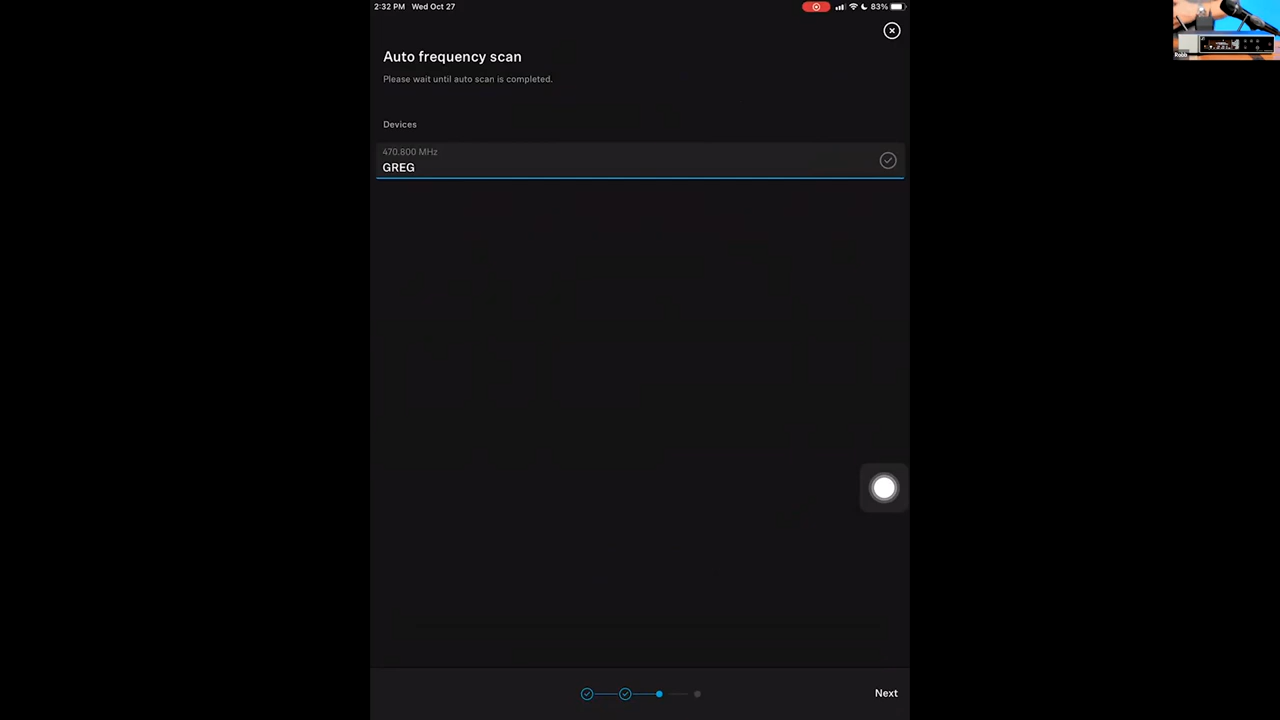 2:32 PM Wed Oct 27
83%
Auto frequency scan
Please wait until auto scan is completed.
Devices
470.800 MHz
GREG
Next
Robb